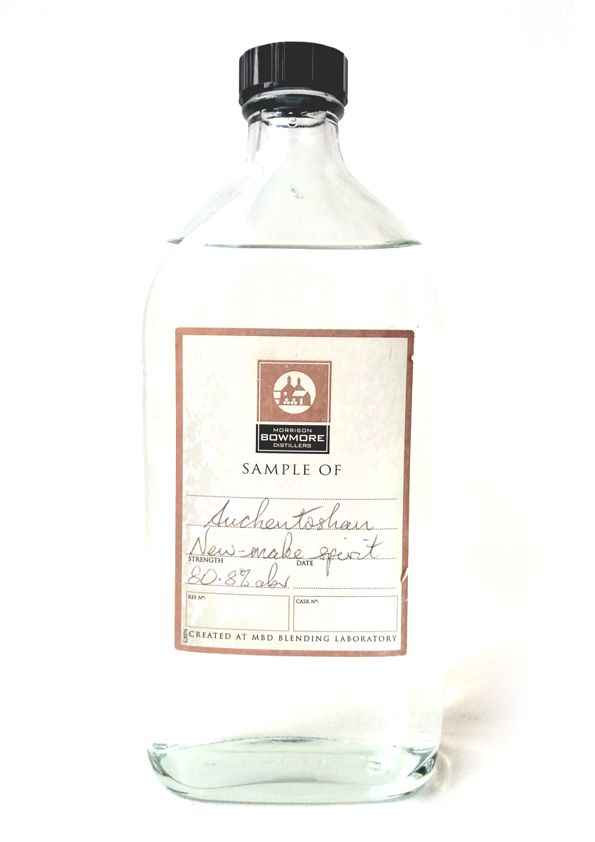 MORRISON
BOWMORE
DISTILLERS
SAMPLE OF
Auchentoshan
New-make spirit
STRENGTH DATE
80.8% abv
REF Nº: CASK Nº:
CREATED AT MBD BLENDING LABORATORY